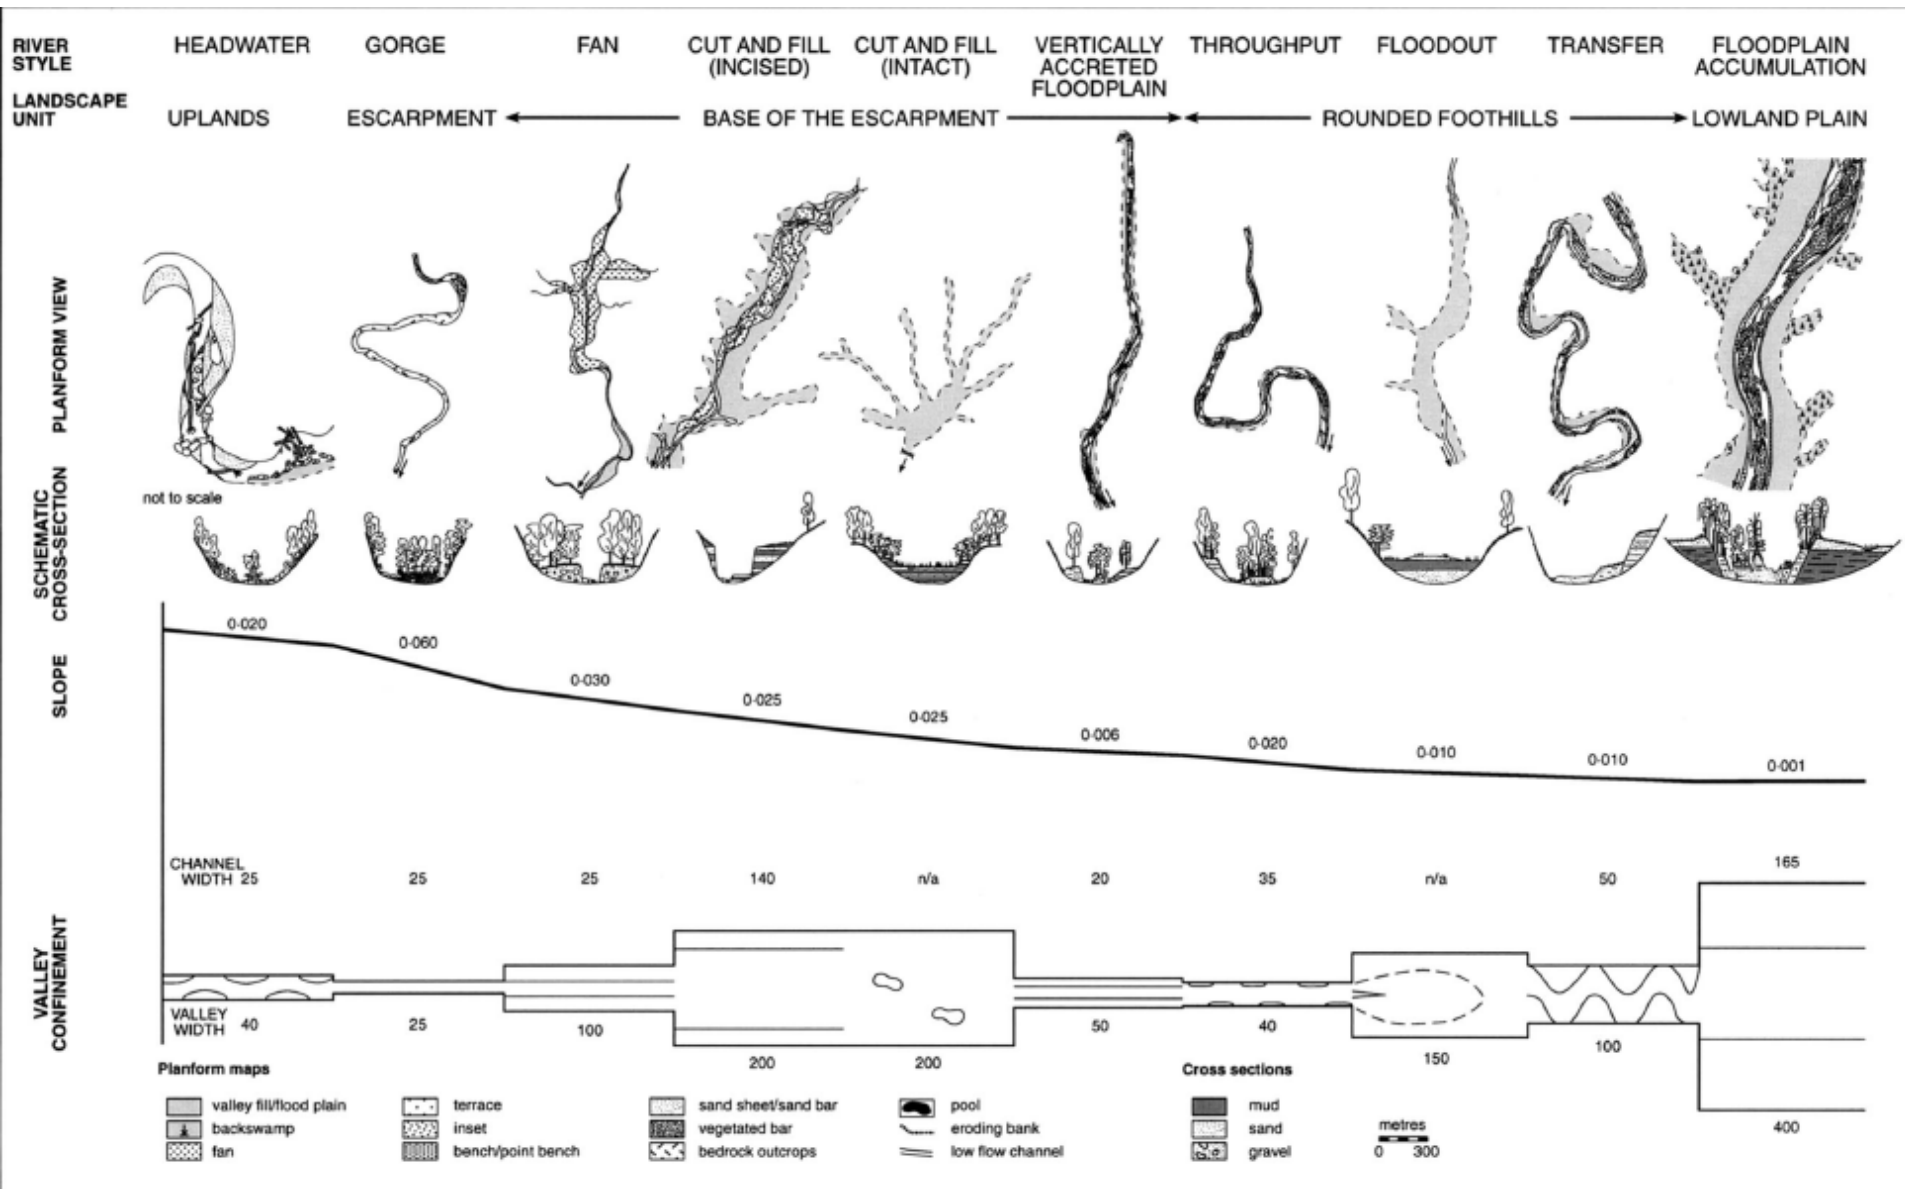 RIVER
STYLE
HEADWATER
GORGE
FAN
CUT AND FILL
(INCISED)
CUT AND FILL
(INTACT)
VERTICALLY
ACCRETED
FLOODPLAIN
THROUGHPUT
FLOODOUT
TRANSFER
FLOODPLAIN
ACCUMULATION
LANDSCAPE
UNIT
UPLANDS
ESCARPMENT
BASE OF THE ESCARPMENT
ROUNDED FOOTHILLS
LOWLAND PLAIN
PLANFORM VIEW
not to scale
SCHEMATIC
CROSS-SECTION
SLOPE
0·020
0·060
0·030
0·025
0·025
0·006
0·020
0·010
0·010
0·001
VALLEY
CONFINEMENT
CHANNEL
WIDTH 25
25
25
140
n/a
20
35
n/a
50
165
VALLEY
WIDTH 40
25
100
200
200
50
40
150
100
400
Planform maps
valley fill/flood plain
backswamp
fan
terrace
inset
bench/point bench
sand sheet/sand bar
vegetated bar
bedrock outcrops
pool
eroding bank
low flow channel
Cross sections
mud
sand
gravel
metres
0 300